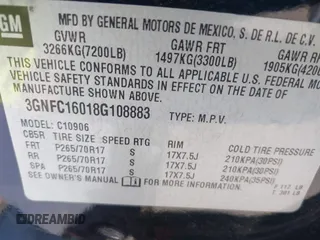 GM
MFD BY GENERAL MOTORS DE MEXICO, S. DE R.L. DE C.V.
GVWR GAWR FRT GAWR RR
3266KG(7200LB) 1497KG(3300LB) 1905KG(4200
THIS VEHICLE CONFORMS TO ALL APPLICABLE
SAFETY STANDARDS IN EFFECT ON THE DATE OF
MANUFACTURE SHOWN ABOVE.
3GNFC16018G108883 TYPE: M.P.V.
MODEL: C10906
CB5R TIRE SIZE SPEED RTG RIM COLD TIRE PRESSURE
FRT P265/70R17 S 17X7.5J 210KPA(30PSI)
RR P265/70R17 S 17X7.5J 210KPA(30PSI)
SPA P265/70R17 S 17X7.5J 240KPA(35PSI)
SEE OWNER'S MANUAL FOR ADDITIONAL INFORMATION.
DREAMBID